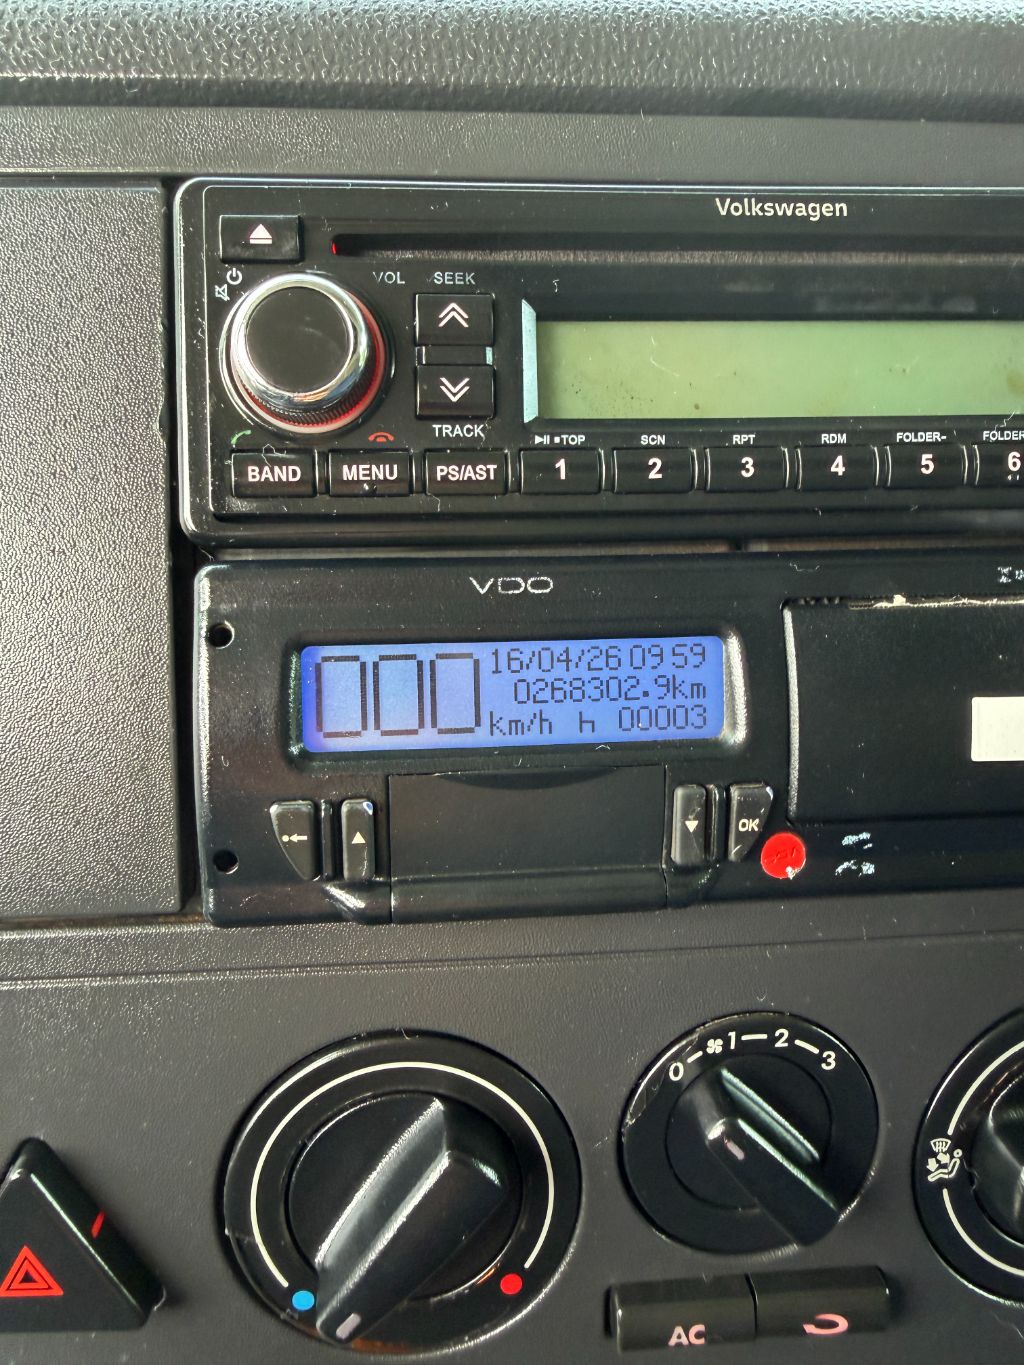 Volkswagen
VOL SEEK
TRACK
▶II ■TOP SCN RPT RDM FOLDER- FOLDER
BAND MENU PS/AST 1 2 3 4 5 6
VDO
000 16/04/26 09 59
0268302.9km
km/h h 00003
OK
0 1 2 3
AC